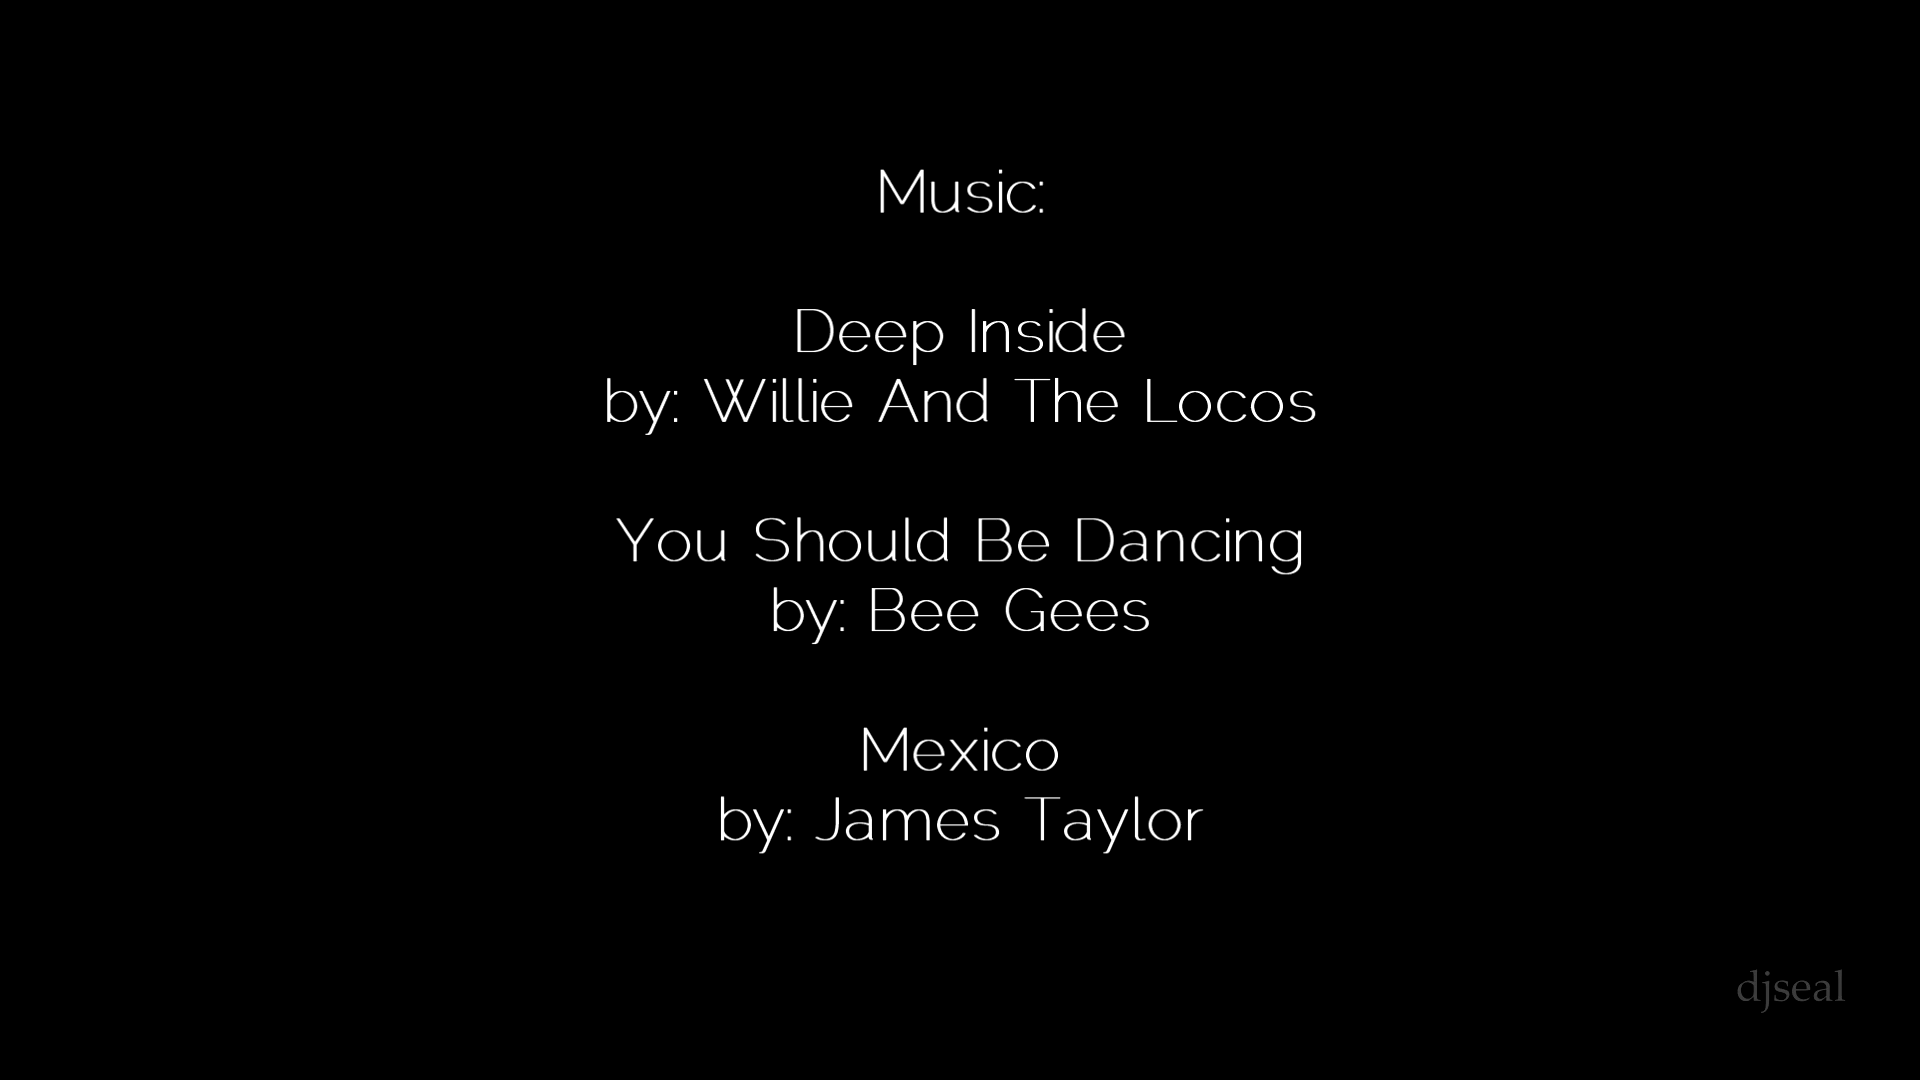 Music:
Deep Inside
by: Willie And The Locos
You Should Be Dancing
by: Bee Gees
Mexico
by: James Taylor
djseal